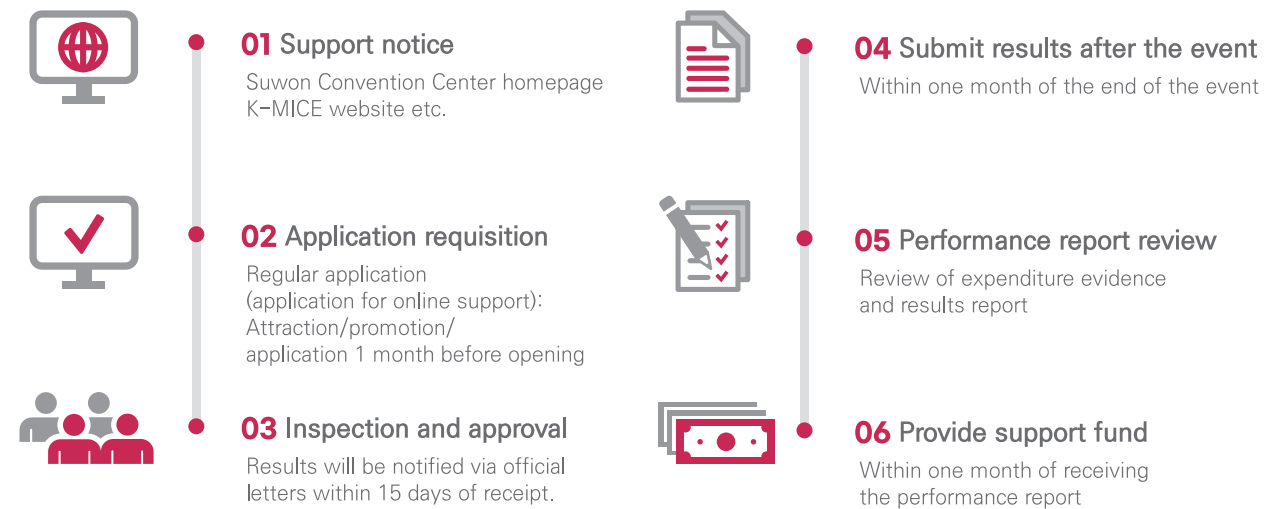 01 Support notice
Suwon Convention Center homepage
K-MICE website etc.
02 Application requisition
Regular application
(application for online support):
Attraction/promotion/
application 1 month before opening
03 Inspection and approval
Results will be notified via official
letters within 15 days of receipt.
04 Submit results after the event
Within one month of the end of the event
05 Performance report review
Review of expenditure evidence
and results report
06 Provide support fund
Within one month of receiving
the performance report